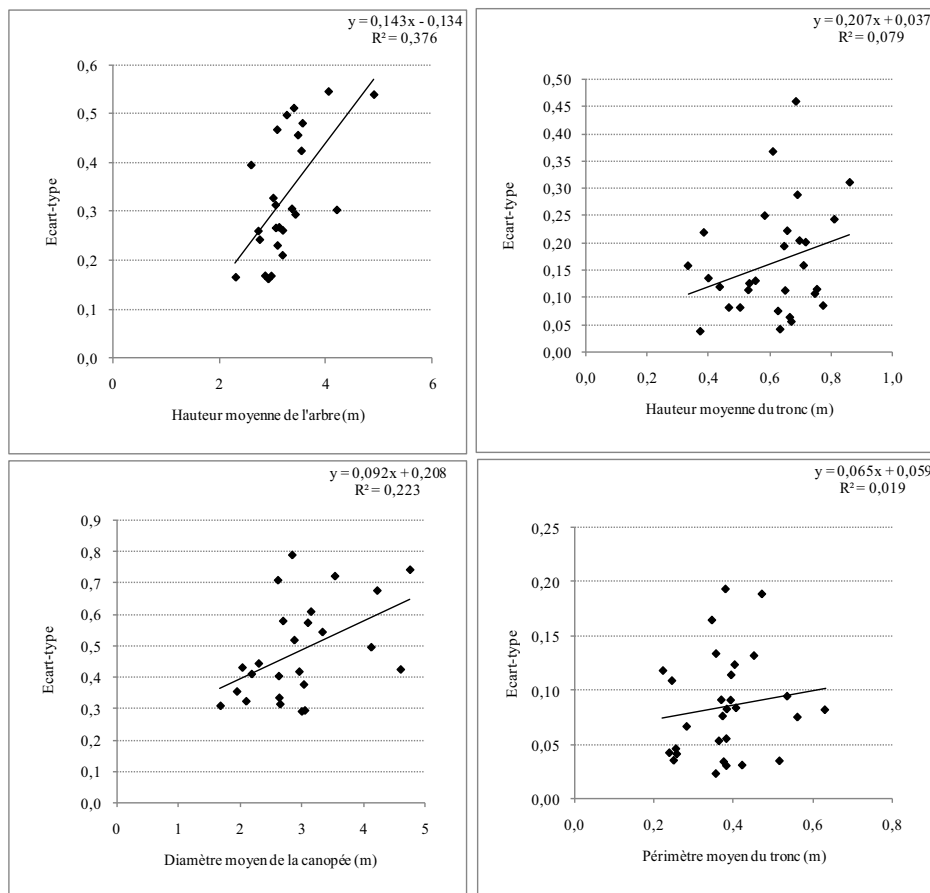 y = 0,143x - 0,134
R² = 0,376
0,6
0,5
0,4
0,3
0,2
0,1
0,0
Ecart-type
0 2 4 6
Hauteur moyenne de l'arbre (m)
y = 0,207x + 0,037
R² = 0,079
0,50
0,45
0,40
0,35
0,30
0,25
0,20
0,15
0,10
0,05
0,00
Ecart-type
0,0 0,2 0,4 0,6 0,8 1,0
Hauteur moyenne du tronc (m)
y = 0,092x + 0,208
R² = 0,223
0,9
0,8
0,7
0,6
0,5
0,4
0,3
0,2
0,1
0,0
Ecart-type
0 1 2 3 4 5
Diamètre moyen de la canopée (m)
y = 0,065x + 0,059
R² = 0,019
0,25
0,20
0,15
0,10
0,05
0,00
Ecart-type
0,0 0,2 0,4 0,6 0,8
Périmètre moyen du tronc (m)